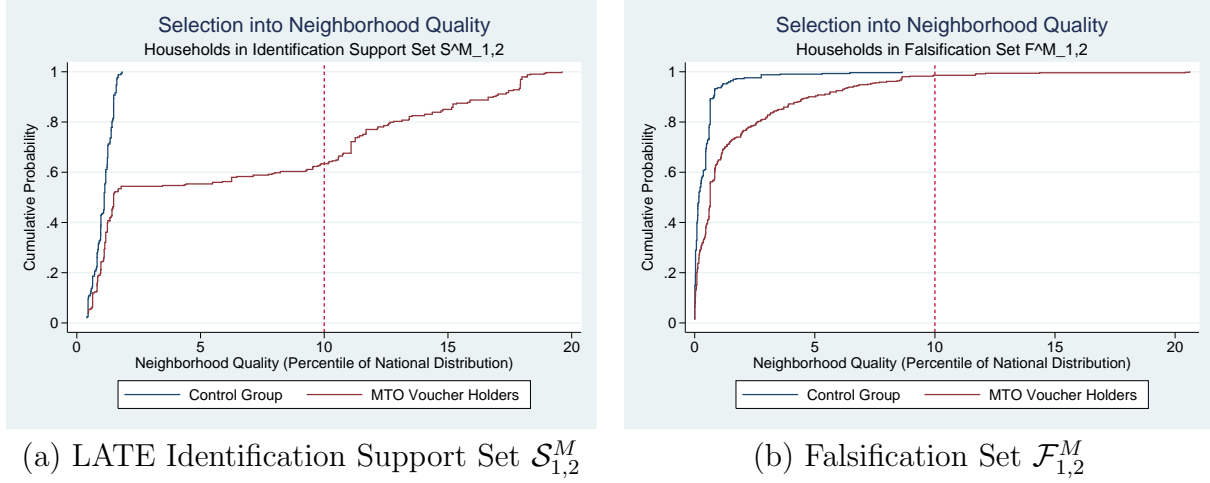 Selection into Neighborhood Quality
Households in Identification Support Set S^M_1,2
Cumulative Probability
1
.8
.6
.4
.2
0
0 5 10 15 20
Neighborhood Quality (Percentile of National Distribution)
Control Group MTO Voucher Holders
(a) LATE Identification Support Set 𝒮^M_{1,2}
Selection into Neighborhood Quality
Households in Falsification Set F^M_1,2
Cumulative Probability
1
.8
.6
.4
.2
0
0 5 10 15 20
Neighborhood Quality (Percentile of National Distribution)
Control Group MTO Voucher Holders
(b) Falsification Set ℱ^M_{1,2}